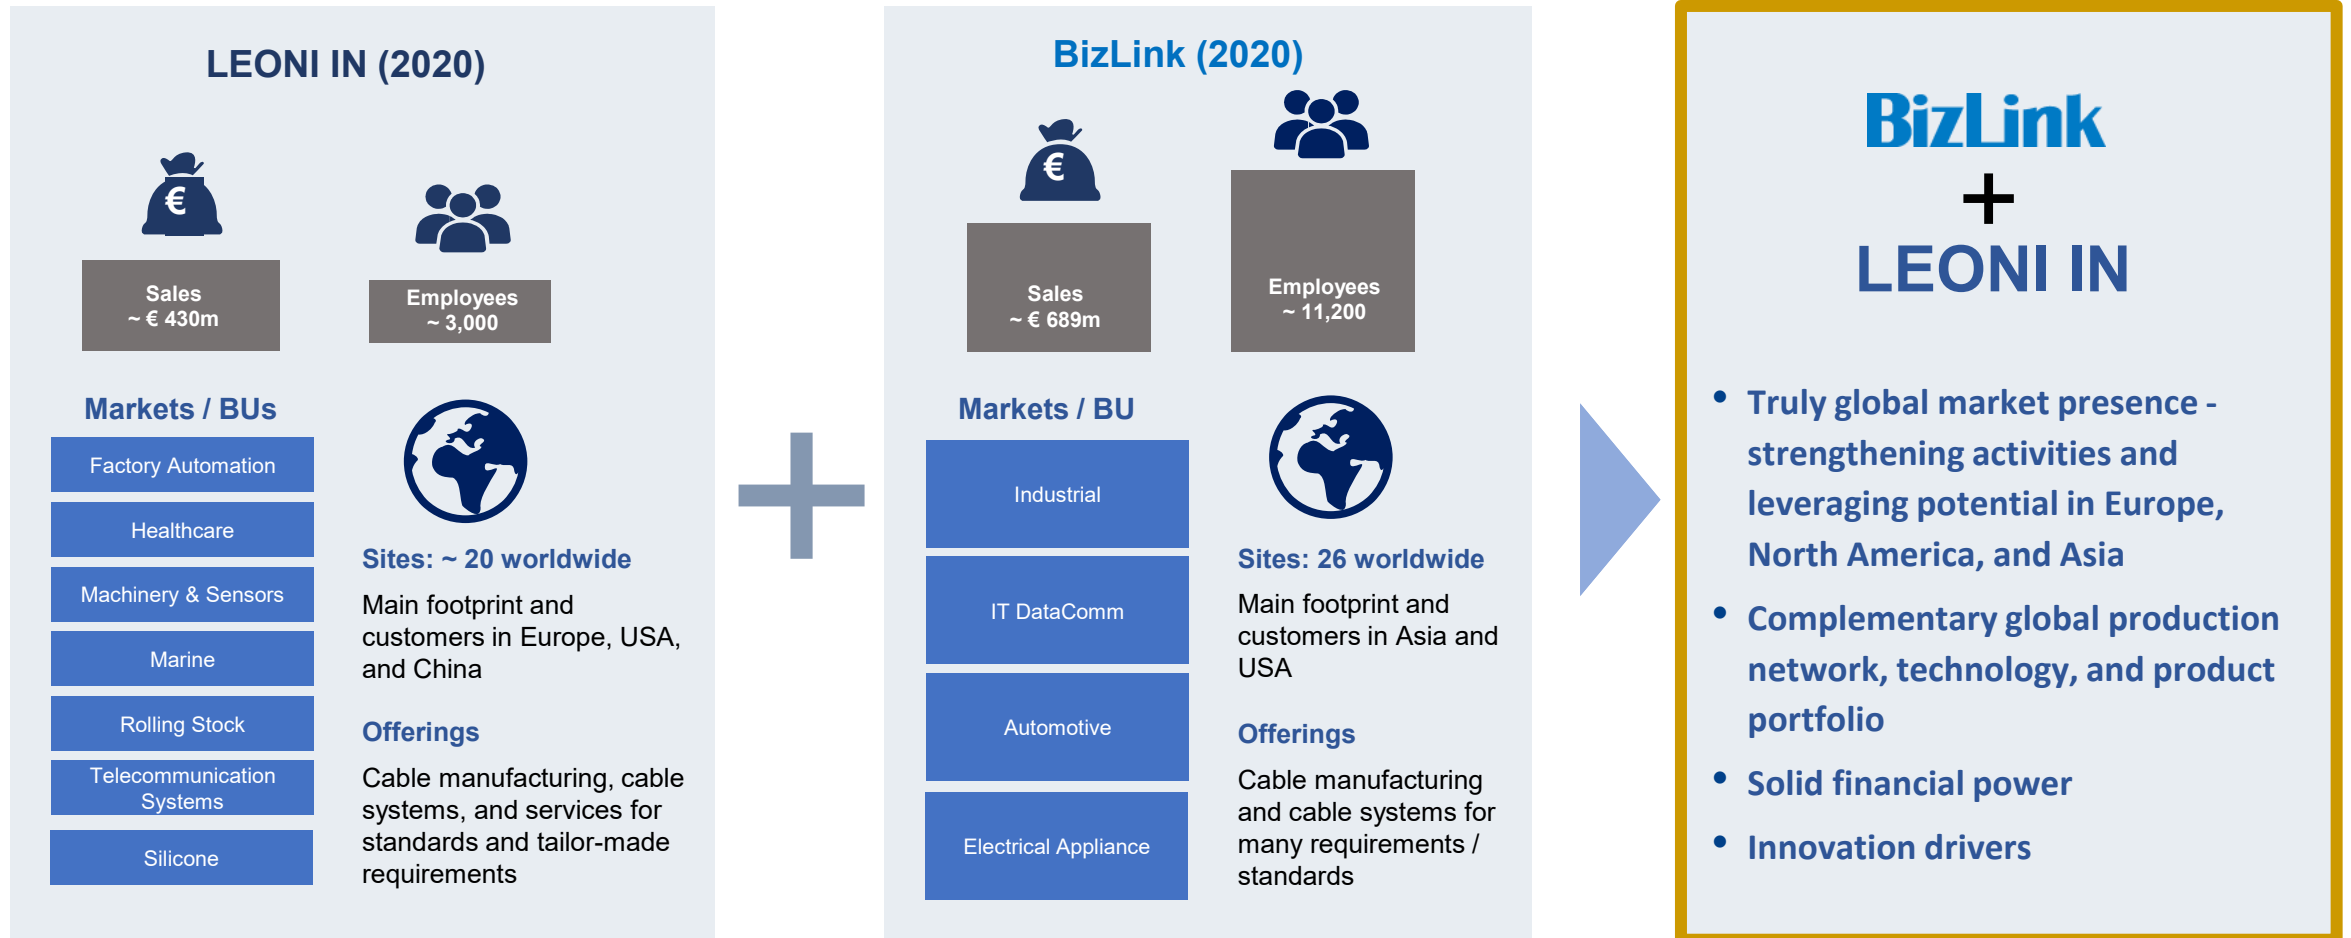 LEONI IN (2020)
€
Sales
~ € 430m
Employees
~ 3,000
Markets / BUs
Factory Automation
Healthcare
Machinery & Sensors
Marine
Rolling Stock
Telecommunication
Systems
Silicone
Sites: ~ 20 worldwide
Main footprint and
customers in Europe, USA,
and China
Offerings
Cable manufacturing, cable
systems, and services for
standards and tailor-made
requirements
BizLink (2020)
€
Sales
~ € 689m
Employees
~ 11,200
Markets / BU
Industrial
IT DataComm
Automotive
Electrical Appliance
Sites: 26 worldwide
Main footprint and
customers in Asia and
USA
Offerings
Cable manufacturing
and cable systems for
many requirements /
standards
BizLink
+
LEONI IN
• Truly global market presence -
strengthening activities and
leveraging potential in Europe,
North America, and Asia
• Complementary global production
network, technology, and product
portfolio
• Solid financial power
• Innovation drivers